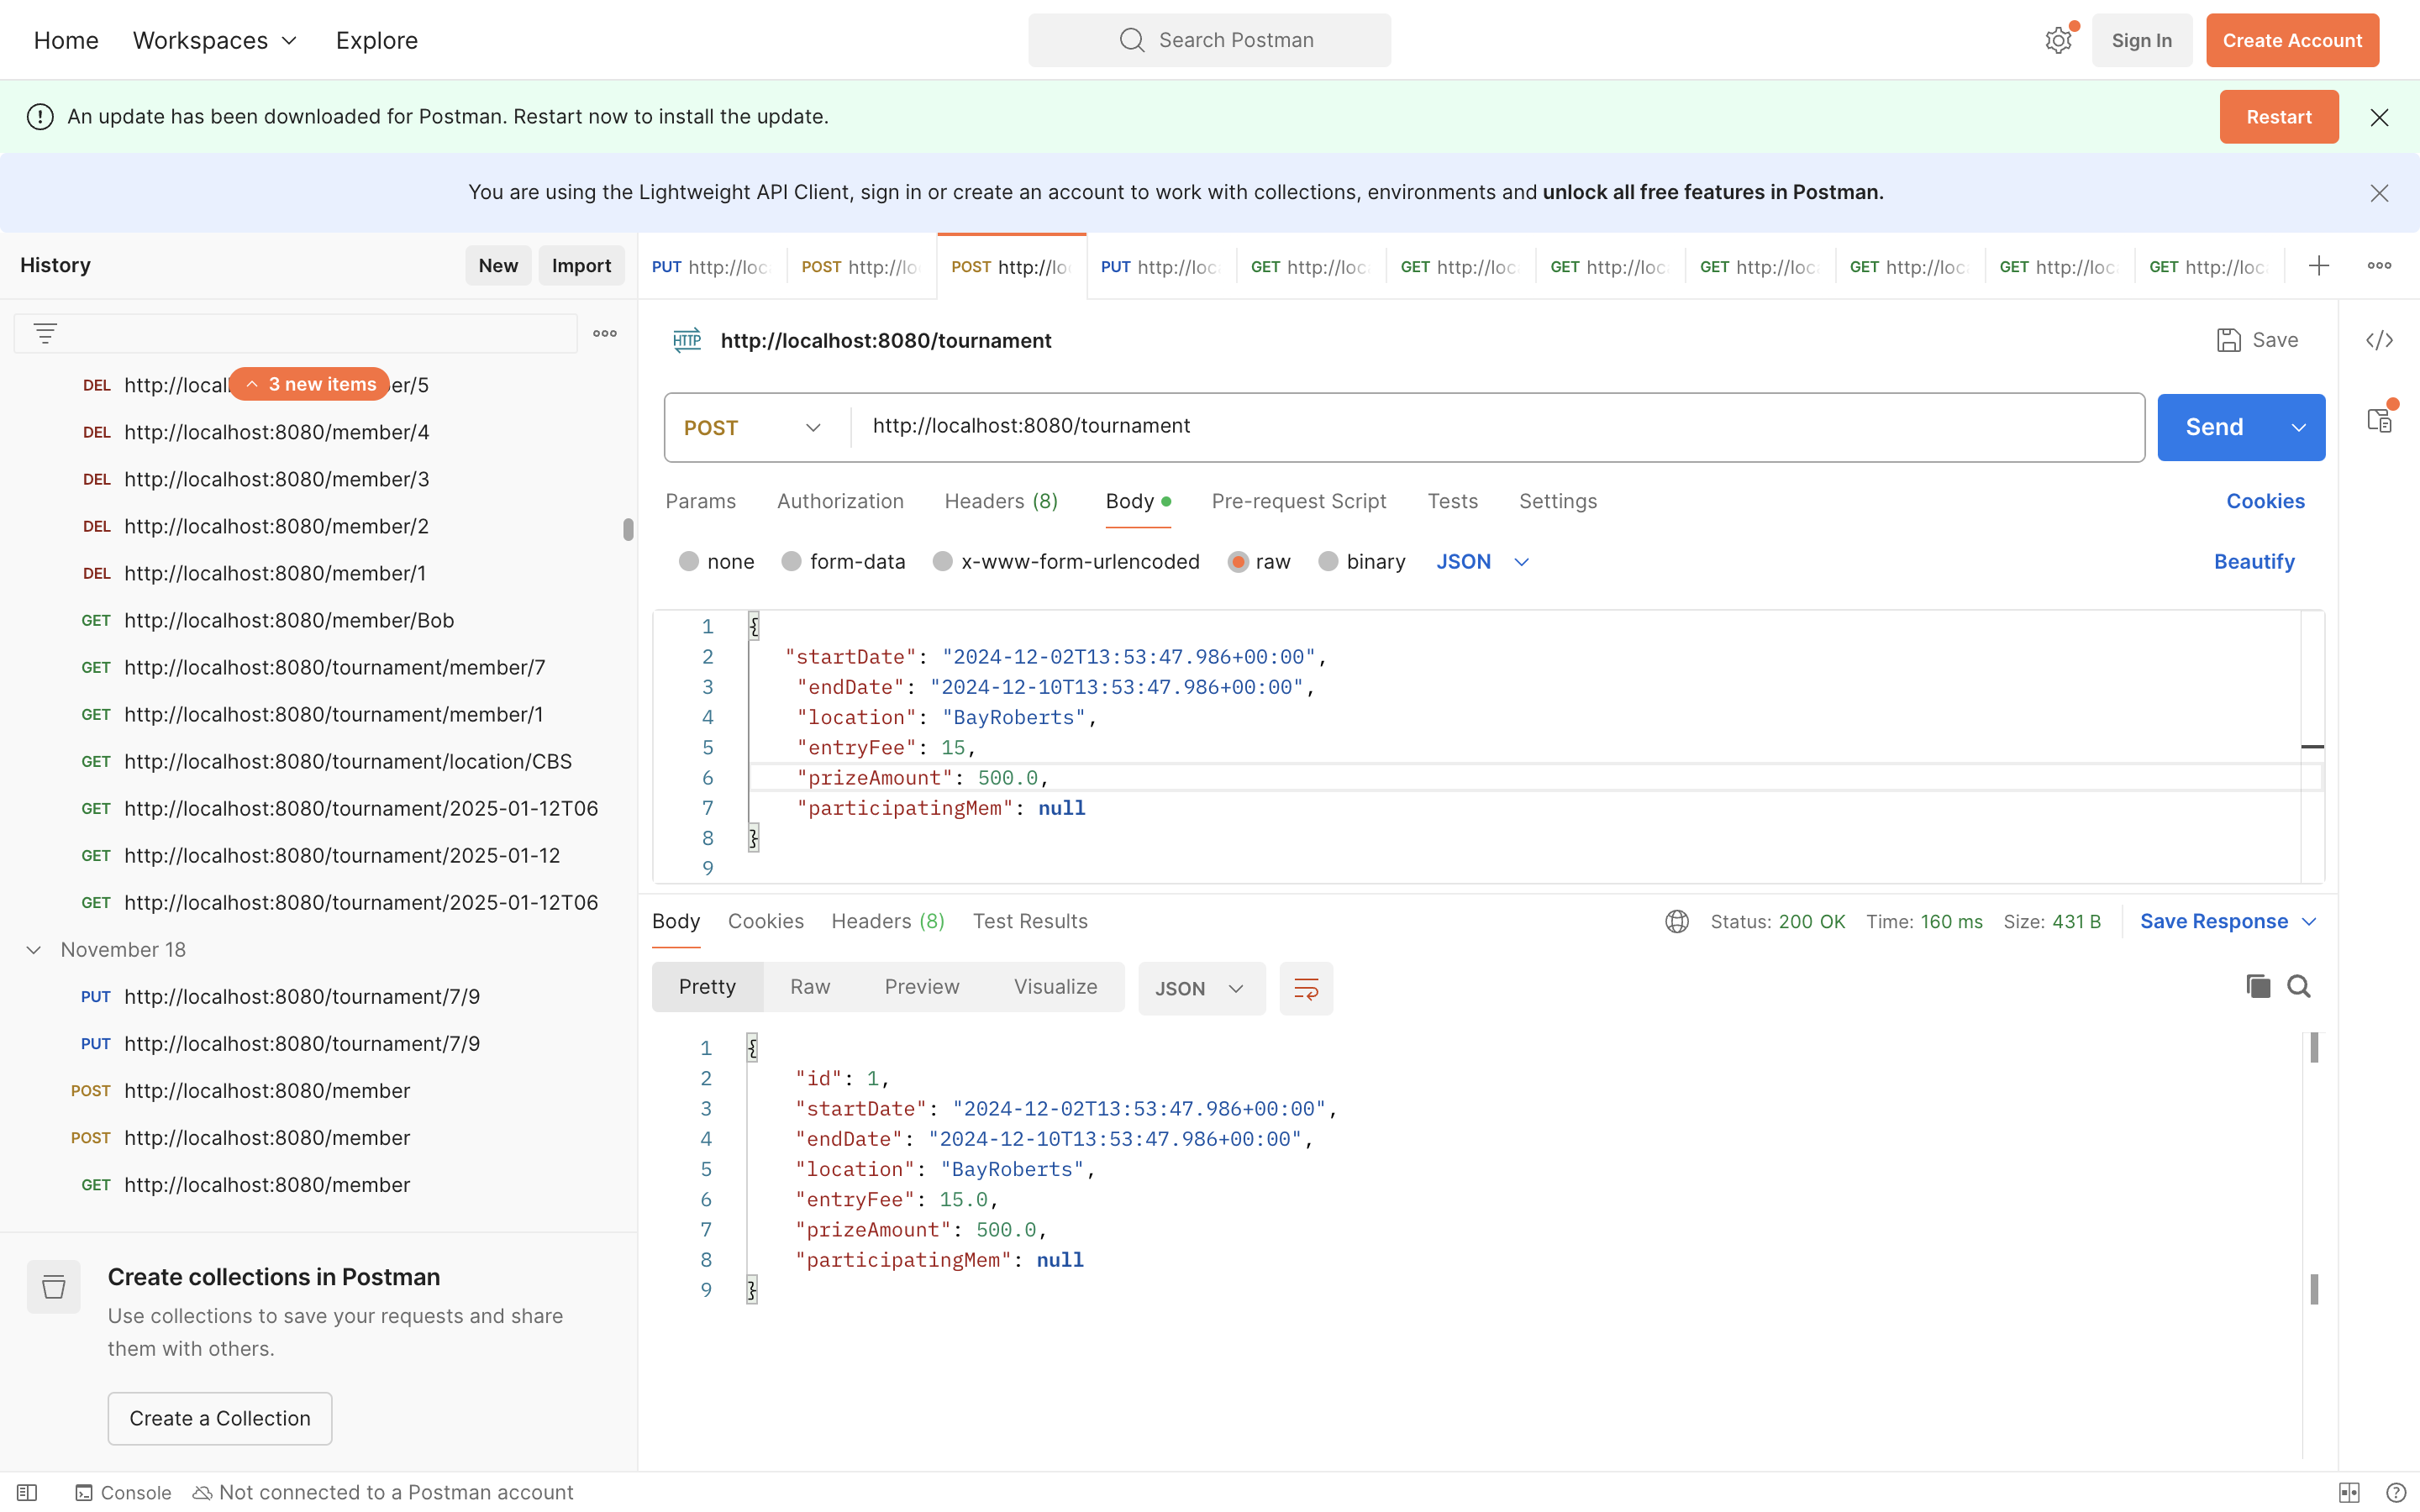 Home Workspaces Explore Search Postman Sign In Create Account
An update has been downloaded for Postman. Restart now to install the update. Restart
You are using the Lightweight API Client, sign in or create an account to work with collections, environments and unlock all free features in Postman.
History New Import
PUT http://loc POST http://lo POST http://lo PUT http://loc GET http://loc GET http://loc GET http://loc GET http://loc GET http://loc GET http://loc GET http://loc
3 new items
DEL http://local er/5
DEL http://localhost:8080/member/4
DEL http://localhost:8080/member/3
DEL http://localhost:8080/member/2
DEL http://localhost:8080/member/1
GET http://localhost:8080/member/Bob
GET http://localhost:8080/tournament/member/7
GET http://localhost:8080/tournament/member/1
GET http://localhost:8080/tournament/location/CBS
GET http://localhost:8080/tournament/2025-01-12T06
GET http://localhost:8080/tournament/2025-01-12
GET http://localhost:8080/tournament/2025-01-12T06
November 18
PUT http://localhost:8080/tournament/7/9
PUT http://localhost:8080/tournament/7/9
POST http://localhost:8080/member
POST http://localhost:8080/member
GET http://localhost:8080/member
Create collections in Postman
Use collections to save your requests and share
them with others.
Create a Collection
HTTP http://localhost:8080/tournament Save
POST http://localhost:8080/tournament Send
Params Authorization Headers (8) Body Pre-request Script Tests Settings Cookies
none form-data x-www-form-urlencoded raw binary JSON Beautify
1 {
2 "startDate": "2024-12-02T13:53:47.986+00:00",
3 "endDate": "2024-12-10T13:53:47.986+00:00",
4 "location": "BayRoberts",
5 "entryFee": 15,
6 "prizeAmount": 500.0,
7 "participatingMem": null
8 }
9
Body Cookies Headers (8) Test Results Status: 200 OK Time: 160 ms Size: 431 B Save Response
Pretty Raw Preview Visualize JSON
1 {
2 "id": 1,
3 "startDate": "2024-12-02T13:53:47.986+00:00",
4 "endDate": "2024-12-10T13:53:47.986+00:00",
5 "location": "BayRoberts",
6 "entryFee": 15.0,
7 "prizeAmount": 500.0,
8 "participatingMem": null
9 }
Console Not connected to a Postman account